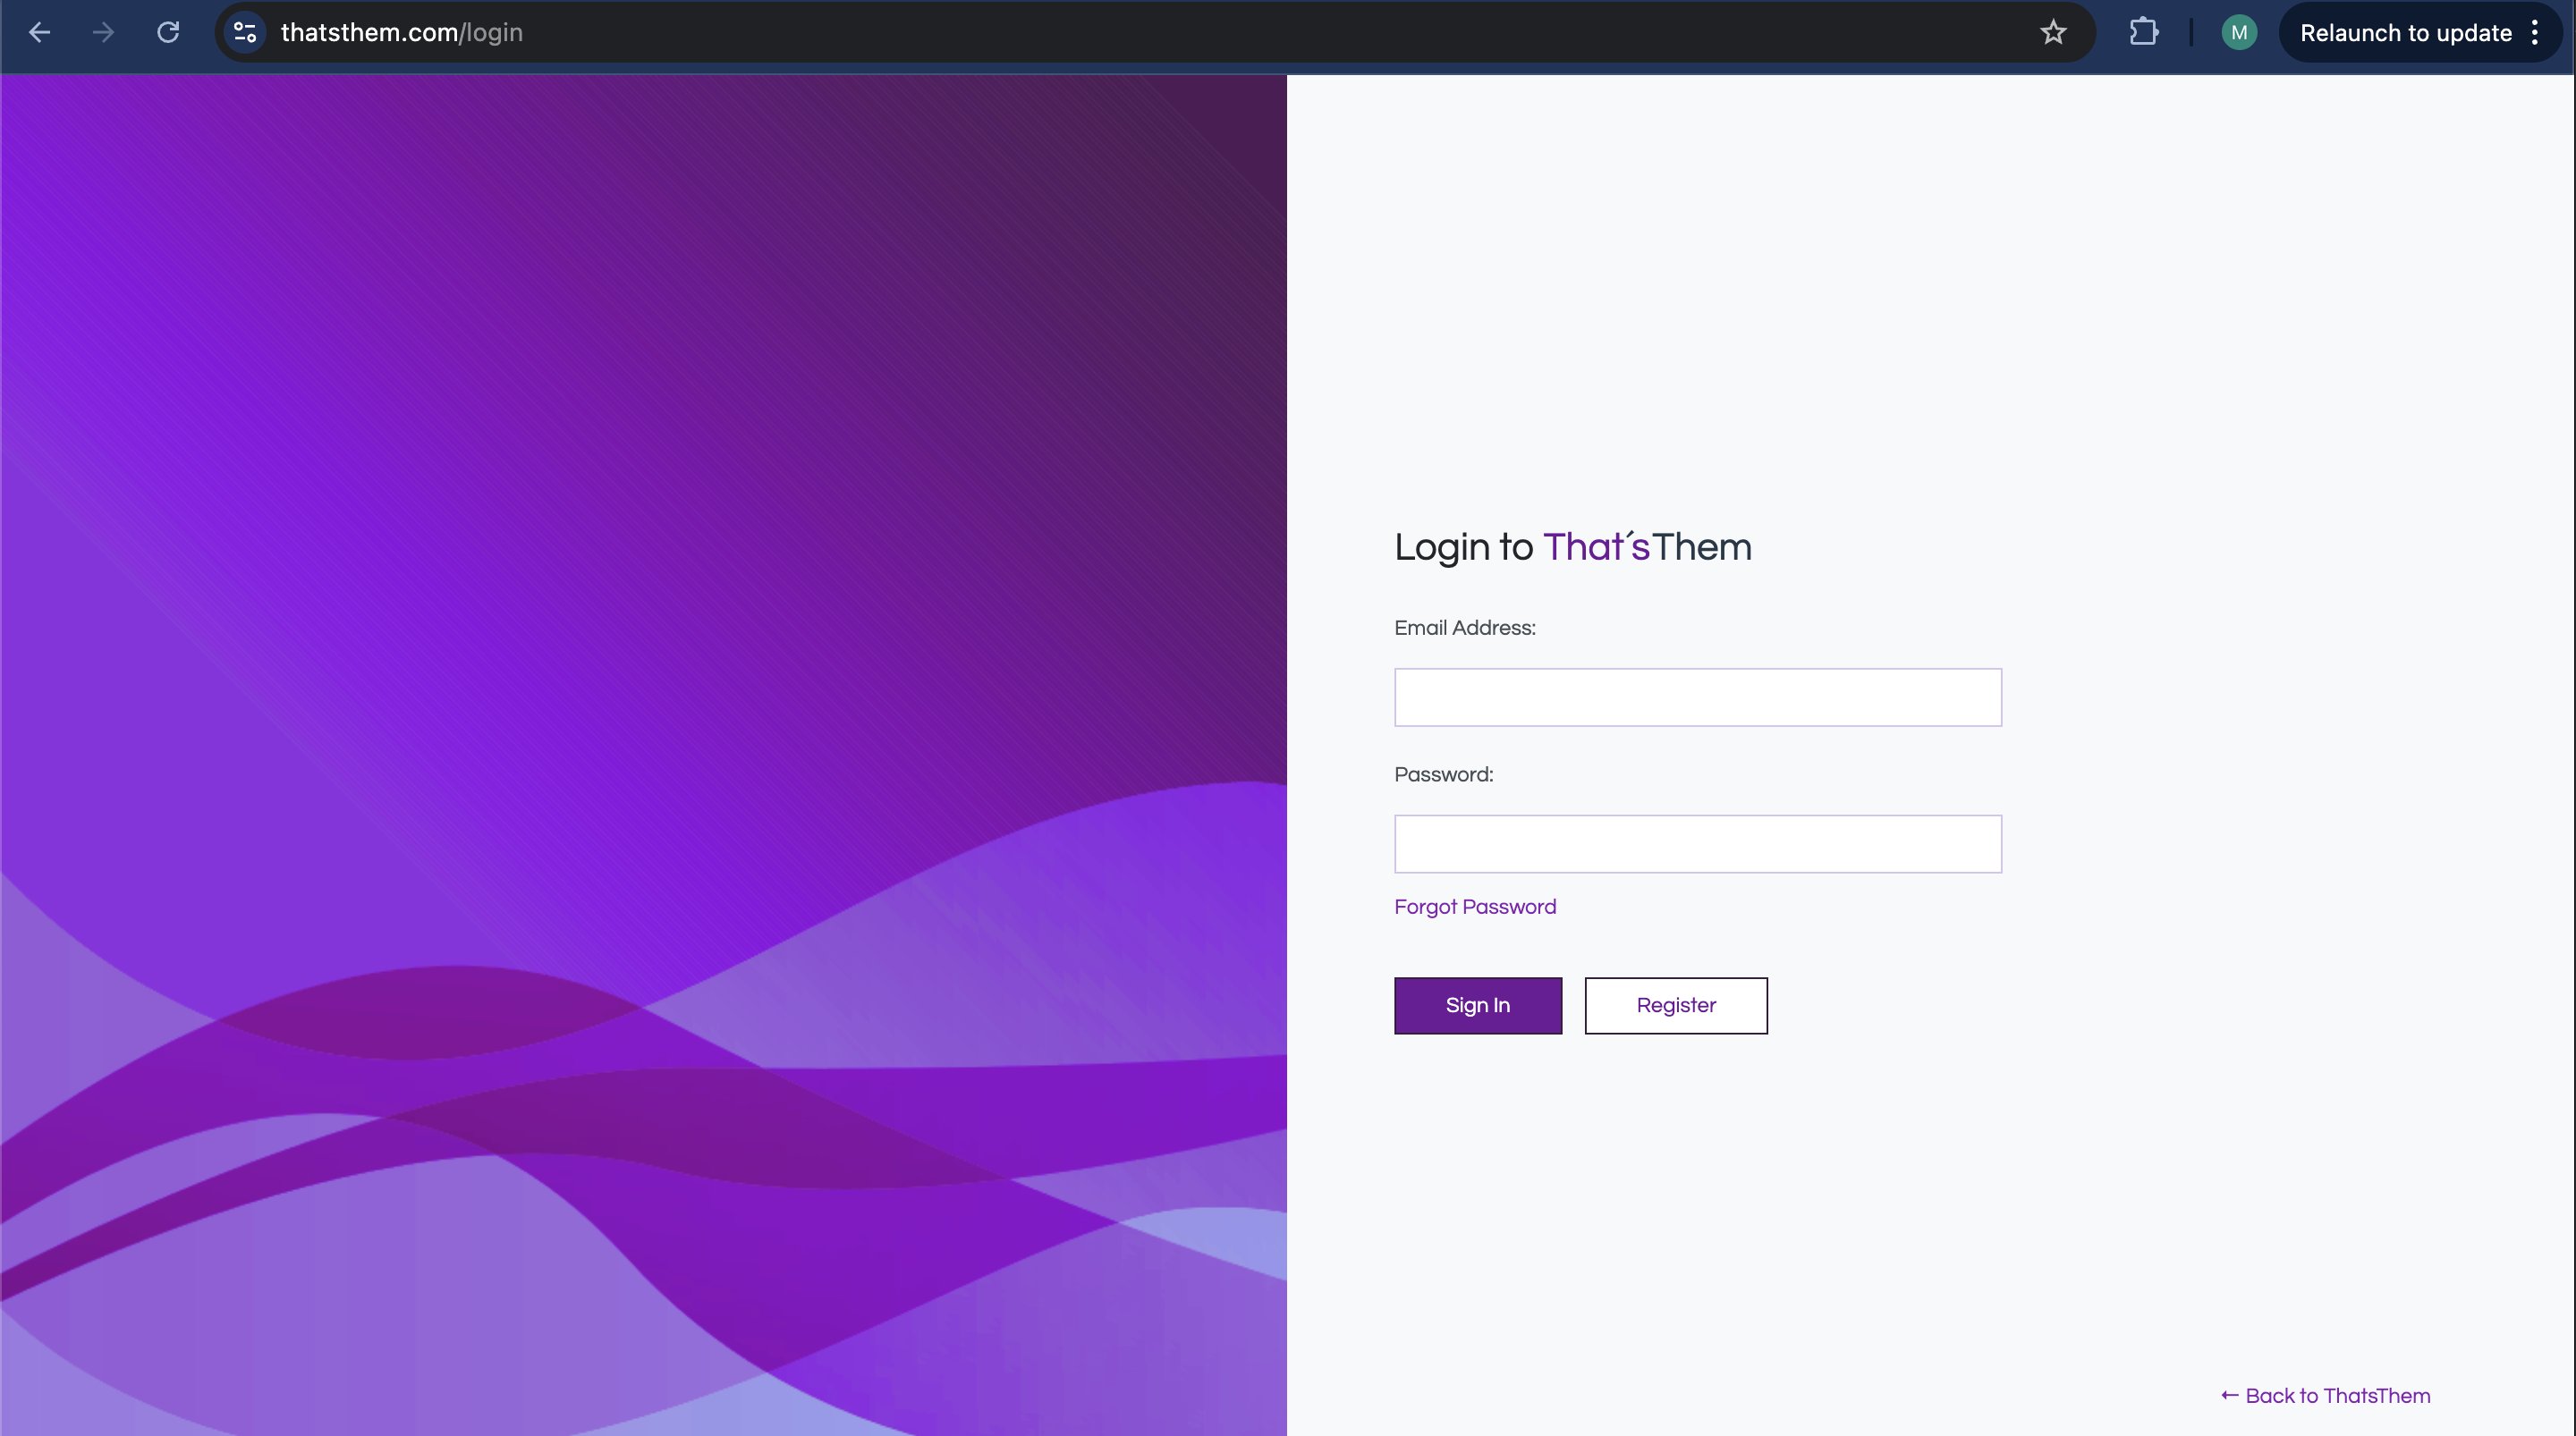 thatsthem.com/login
M
Relaunch to update
Login to That´sThem
Email Address:
Password:
Forgot Password
Sign In
Register
← Back to ThatsThem